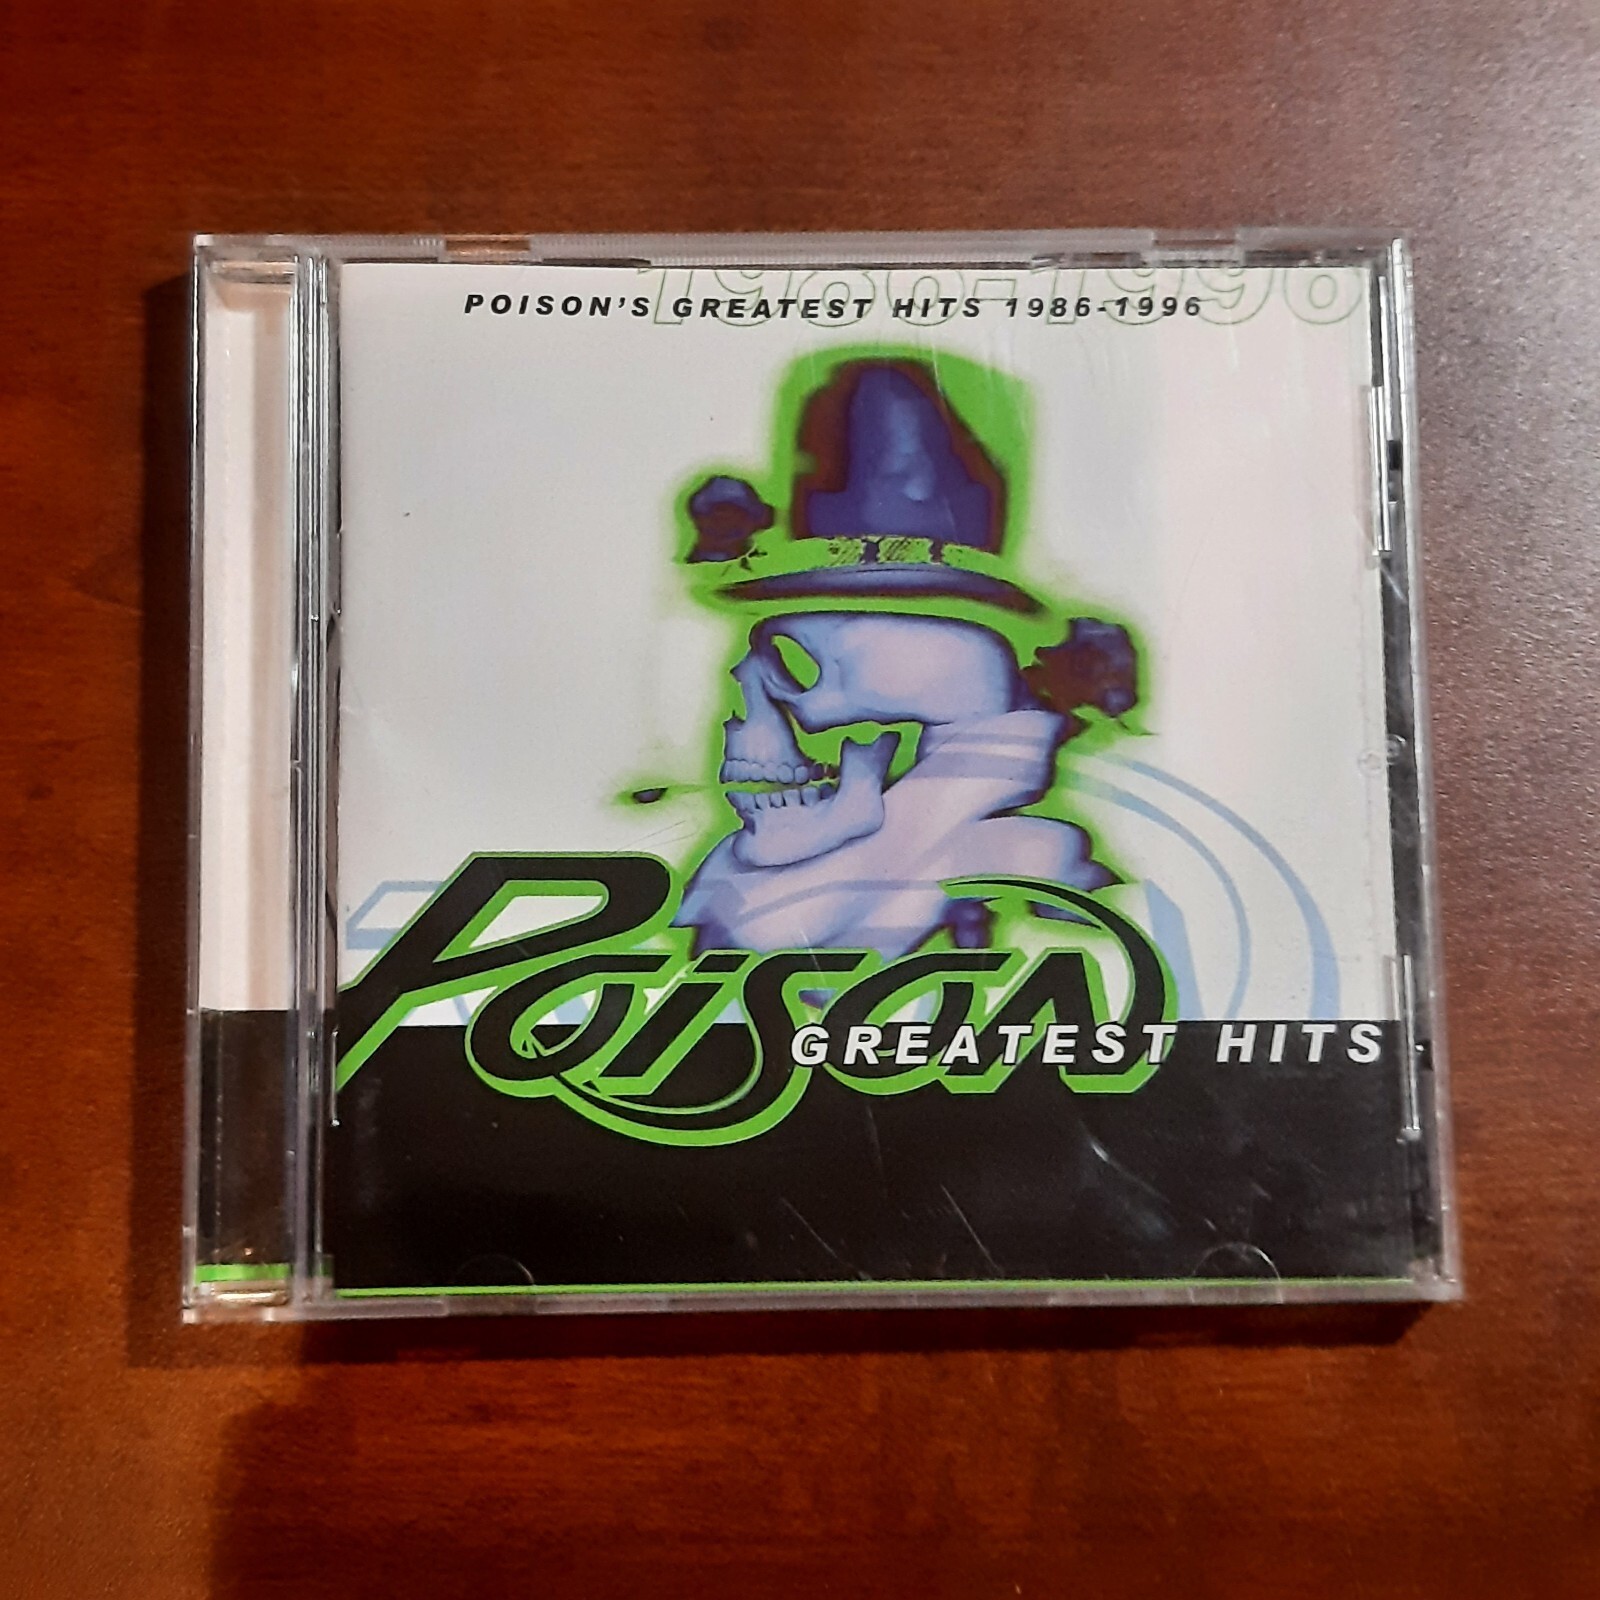 1986-1996
POISON'S GREATEST HITS 1986-1996
Poison
GREATEST HITS